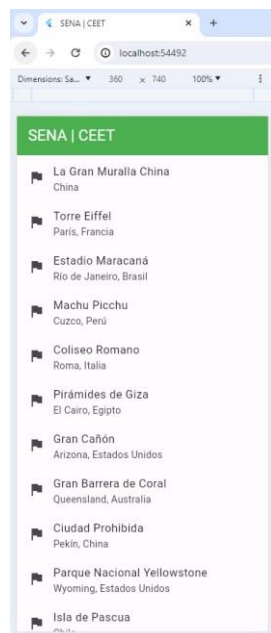 SENA | CEET
localhost:54492
Dimensions: Sa...
360 × 740
100%
SENA | CEET
La Gran Muralla China
China
Torre Eiffel
París, Francia
Estadio Maracaná
Río de Janeiro, Brasil
Machu Picchu
Cuzco, Perú
Coliseo Romano
Roma, Italia
Pirámides de Giza
El Cairo, Egipto
Gran Cañón
Arizona, Estados Unidos
Gran Barrera de Coral
Queensland, Australia
Ciudad Prohibida
Pekín, China
Parque Nacional Yellowstone
Wyoming, Estados Unidos
Isla de Pascua
Chile